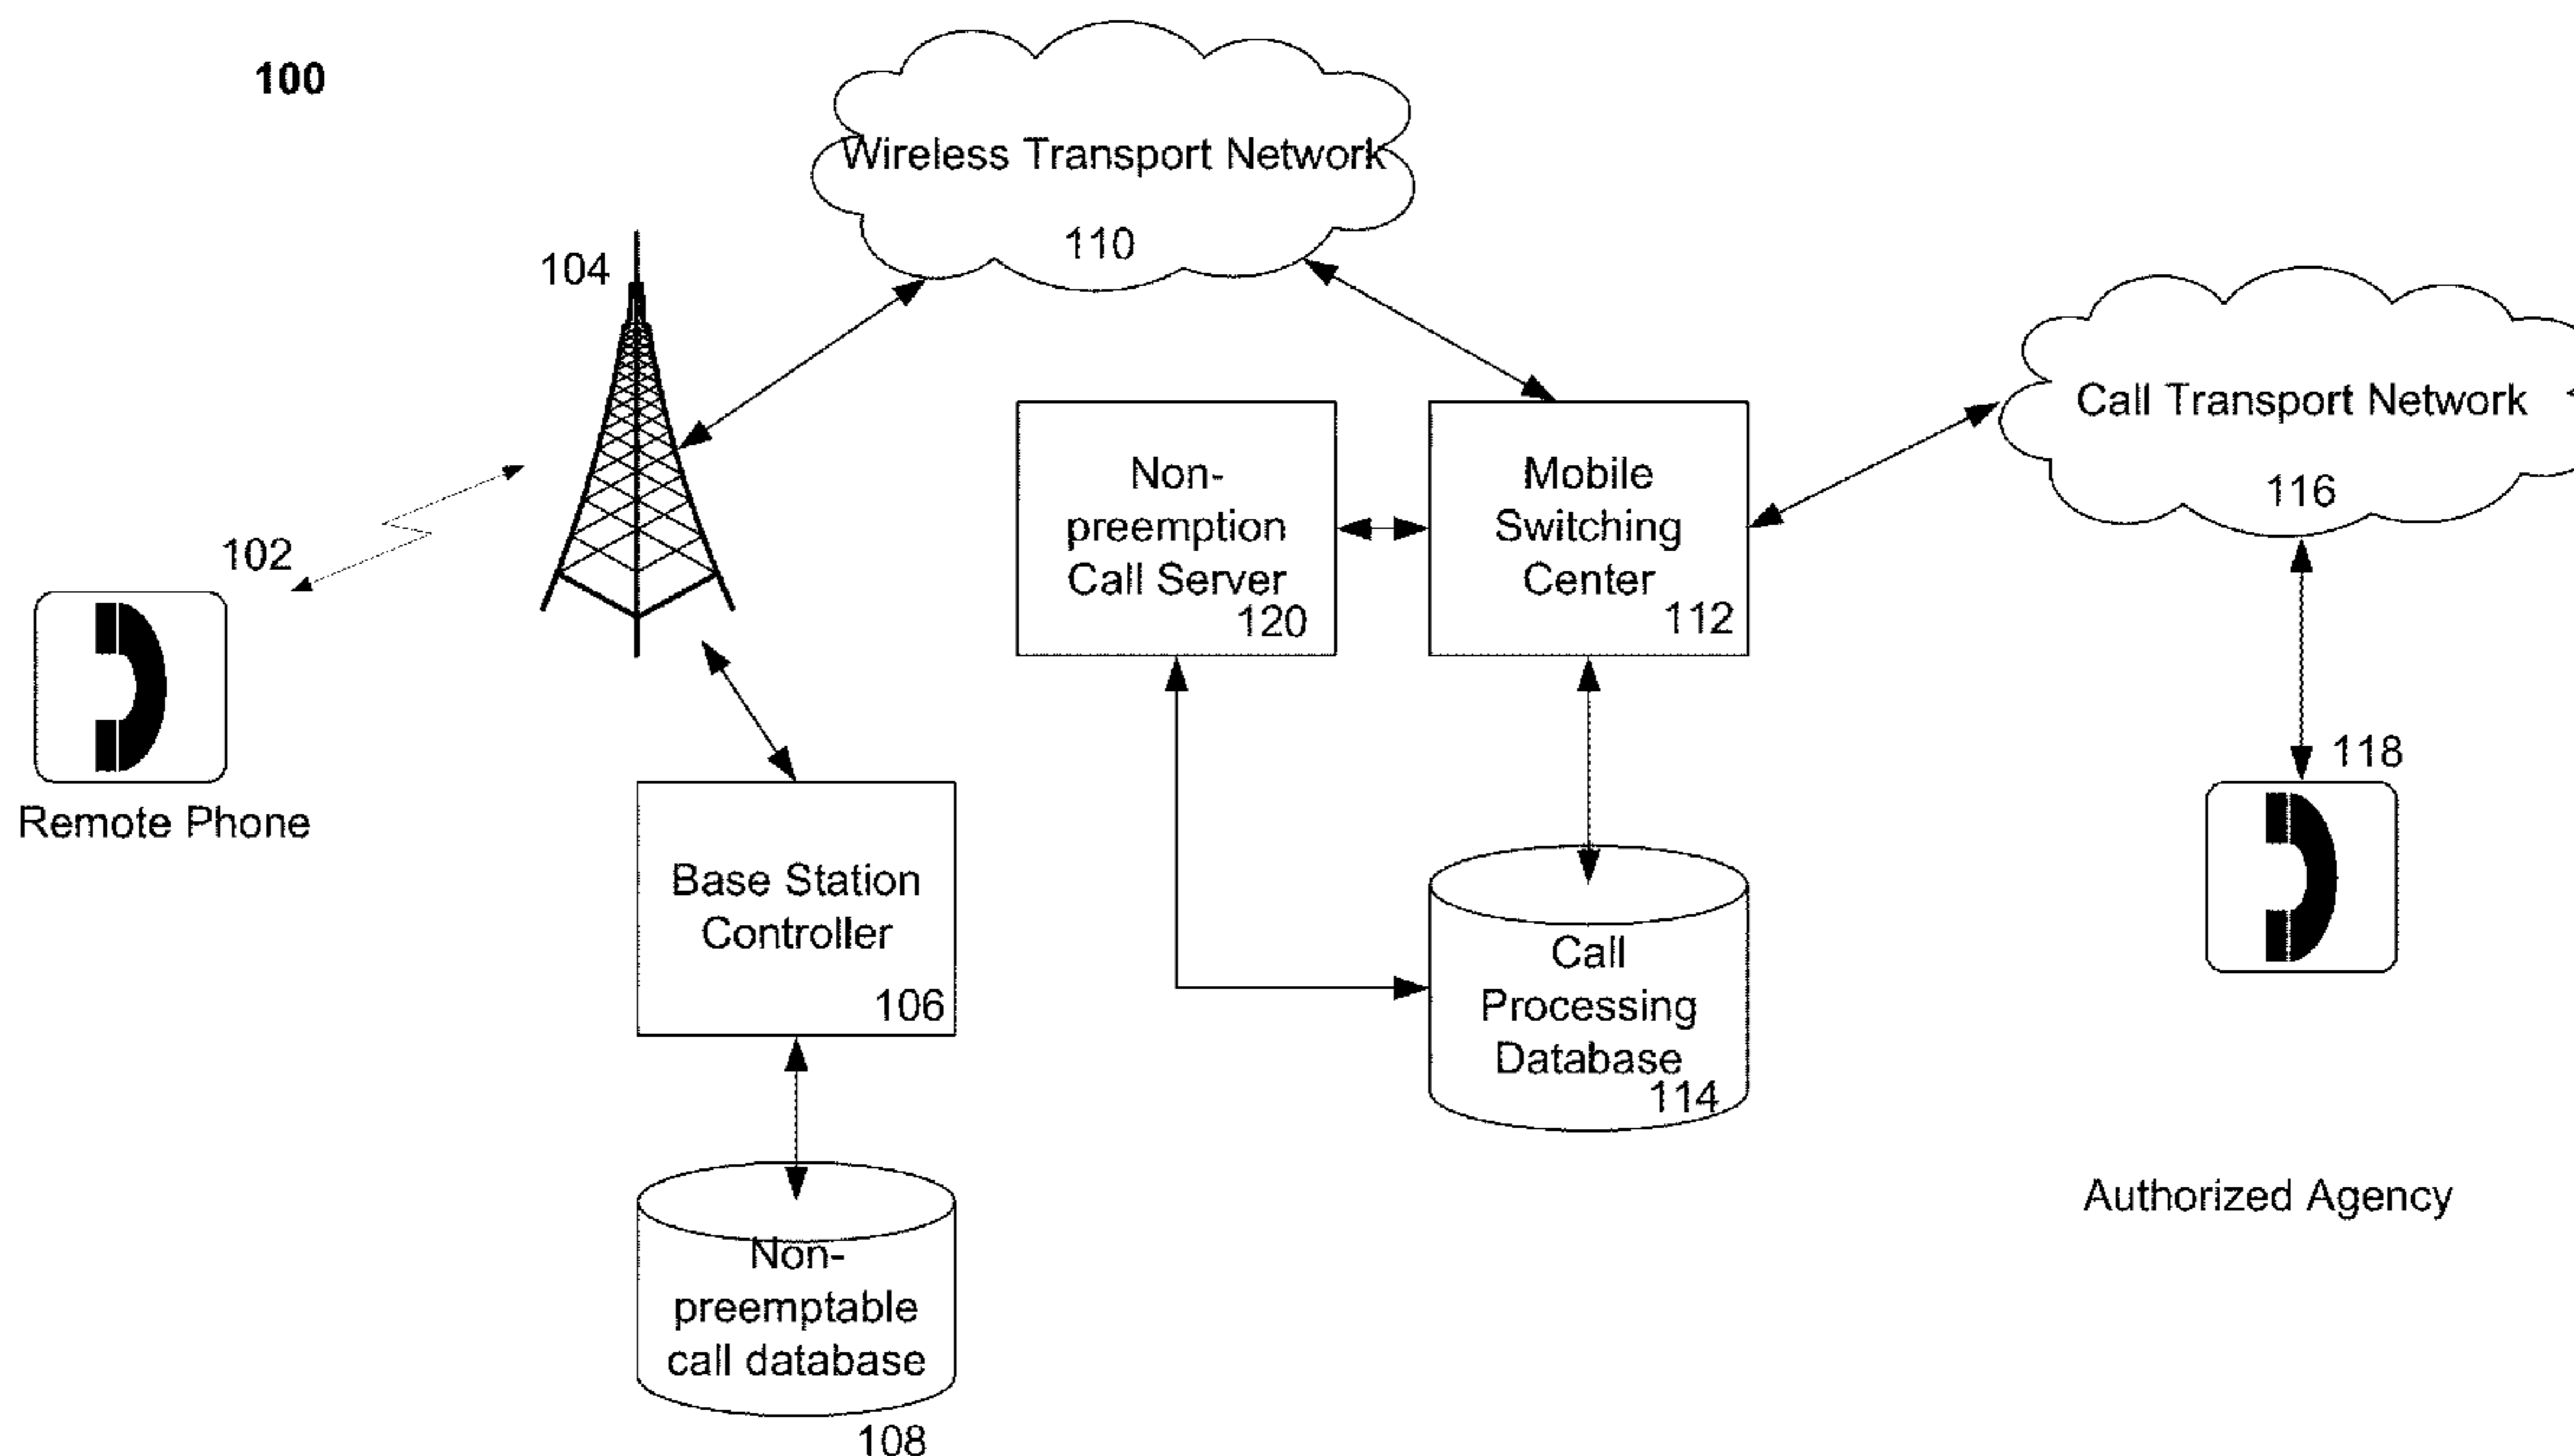 100
Wireless Transport Network
110
104
Call Transport Network
116
102
Remote Phone
Non-
preemption
Call Server
120
Mobile
Switching
Center
112
118
Authorized Agency
Base Station
Controller
106
Call
Processing
Database
114
Non-
preemptable
call database
108